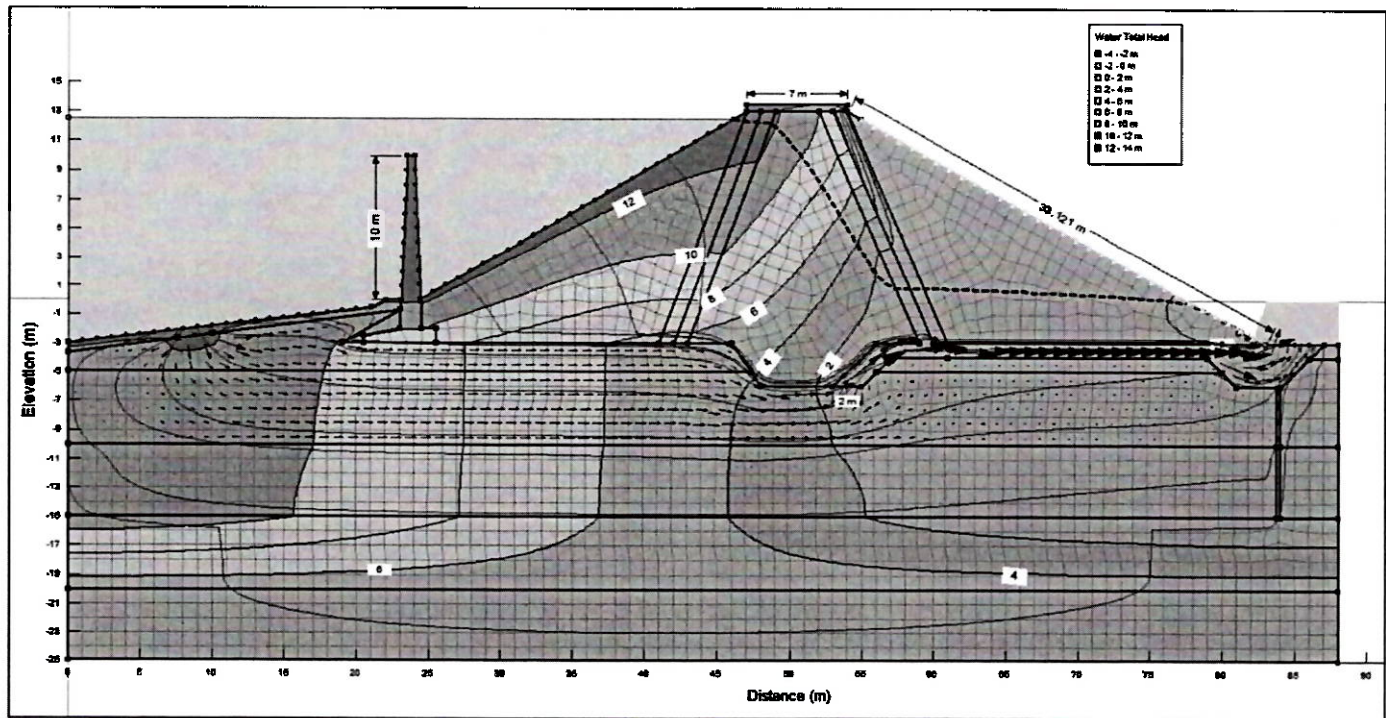 Water Total Head
-4 - -2 m
-2 - 0 m
0 - 2 m
2 - 4 m
4 - 6 m
6 - 8 m
8 - 10 m
10 - 12 m
12 - 14 m
7 m
39.121 m
10 m
12
10
8
6
4
2
2 m
6
4
Elevation (m)
15
13
11
9
7
5
3
1
-1
-3
-5
-7
-9
-11
-13
-15
-17
-19
-21
-23
-25
0 5 10 15 20 25 30 35 40 45 50 55 60 65 70 75 80 85 90
Distance (m)